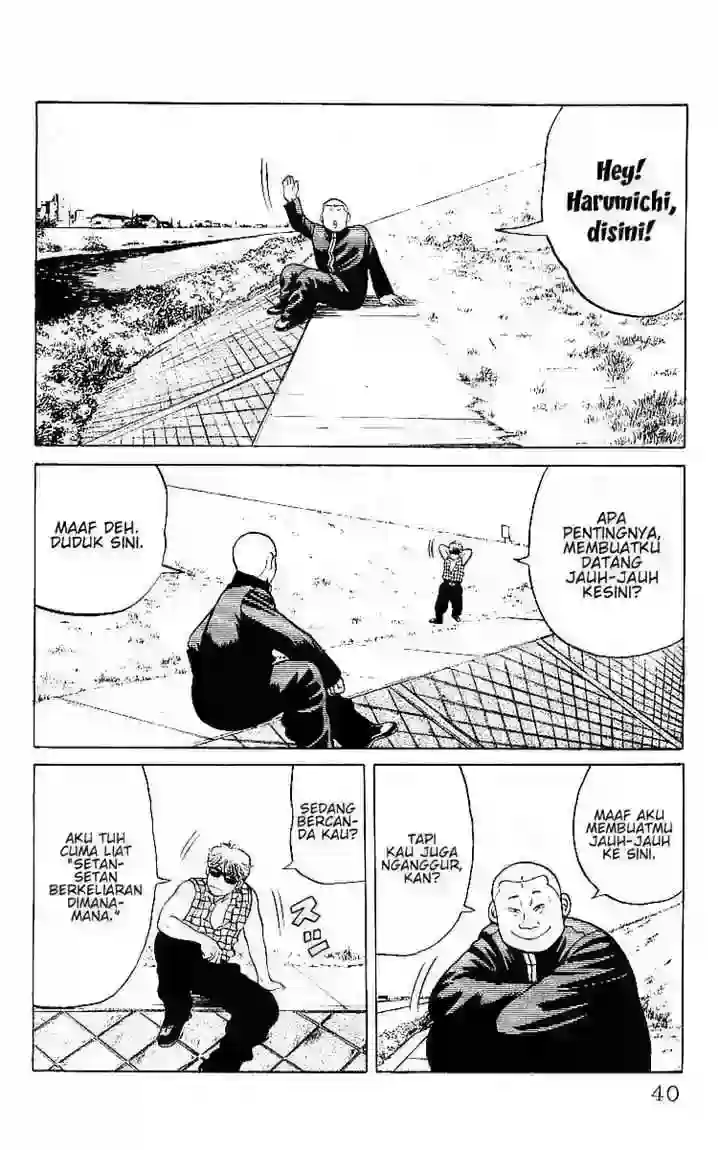 Hey!
Harumichi,
disini!
APA
PENTINGNYA,
MEMBUATKU
DATANG
JAUH-JAUH
KESINI?
MAAF DEH.
DUDUK SINI.
MAAF AKU
MEMBUATMU
JAUH-JAUH
KE SINI.
TAPI
KAU JUGA
NGANGGUR,
KAN?
SEDANG
BERCAN-
DA KAU?
AKU TUH
CUMA LIAT
"SETAN-
SETAN
BERKELIARAN
DIMANA-
MANA."
ズッ
40